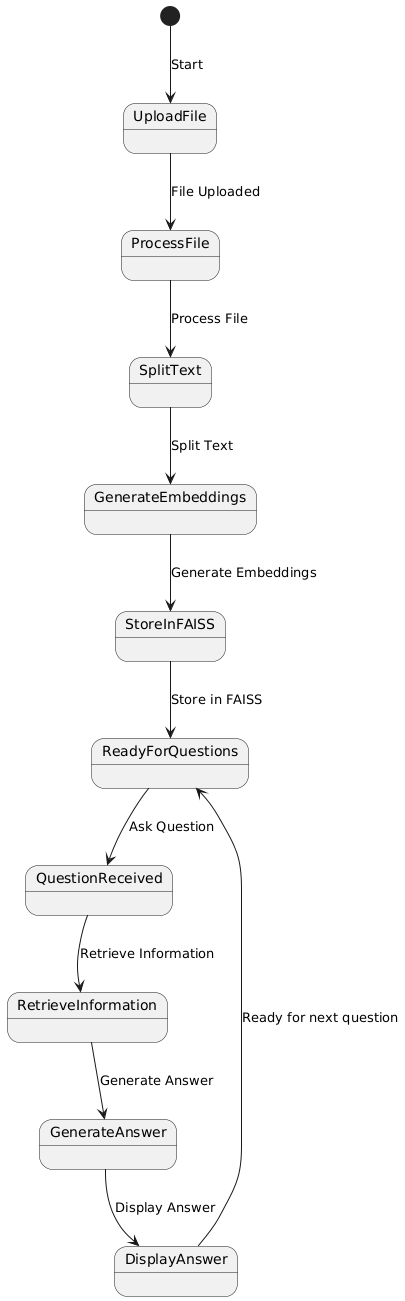 Start
UploadFile
File Uploaded
ProcessFile
Process File
SplitText
Split Text
GenerateEmbeddings
Generate Embeddings
StoreInFAISS
Store in FAISS
ReadyForQuestions
Ask Question
QuestionReceived
Retrieve Information
RetrieveInformation
Ready for next question
Generate Answer
GenerateAnswer
Display Answer
DisplayAnswer